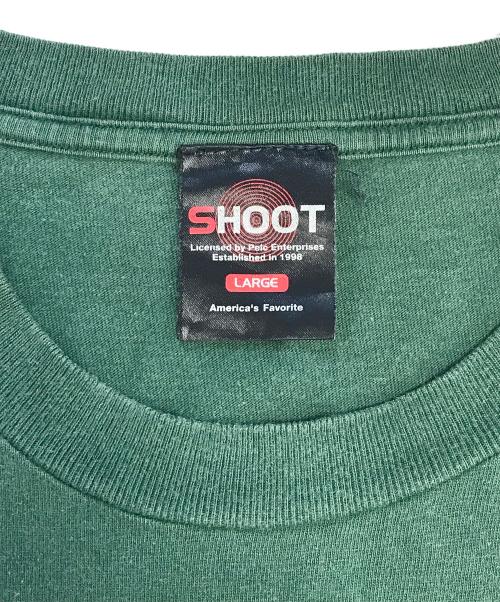 SHOOT
Licensed by Pelc Enterprises
Established in 1998
LARGE
America's Favorite